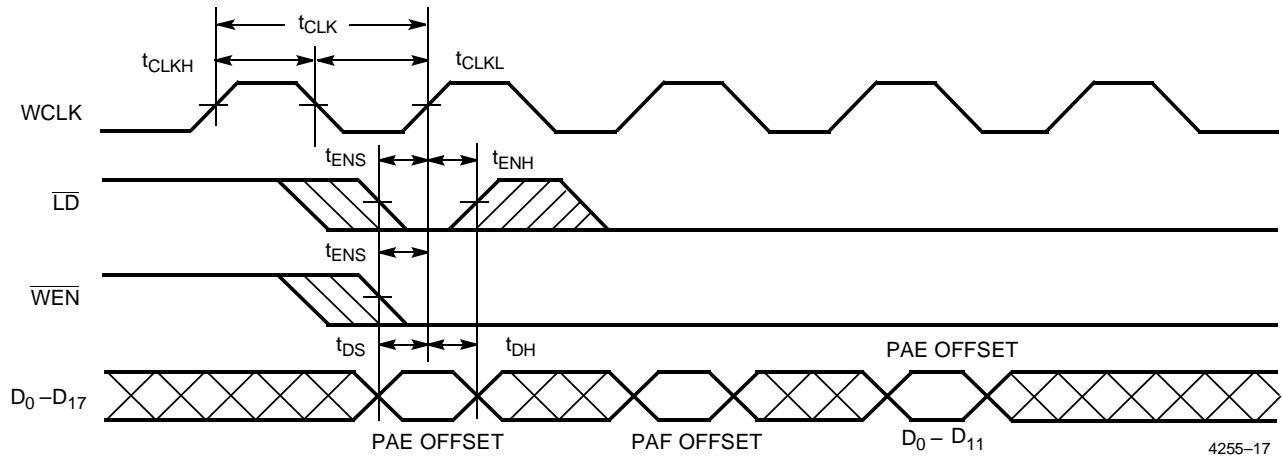 tCLK
tCLKH
tCLKL
WCLK
tENS
tENH
LD
tENS
WEN
tDS
tDH
PAE OFFSET
D0 –D17
PAE OFFSET
PAF OFFSET
D0 – D11
4255–17